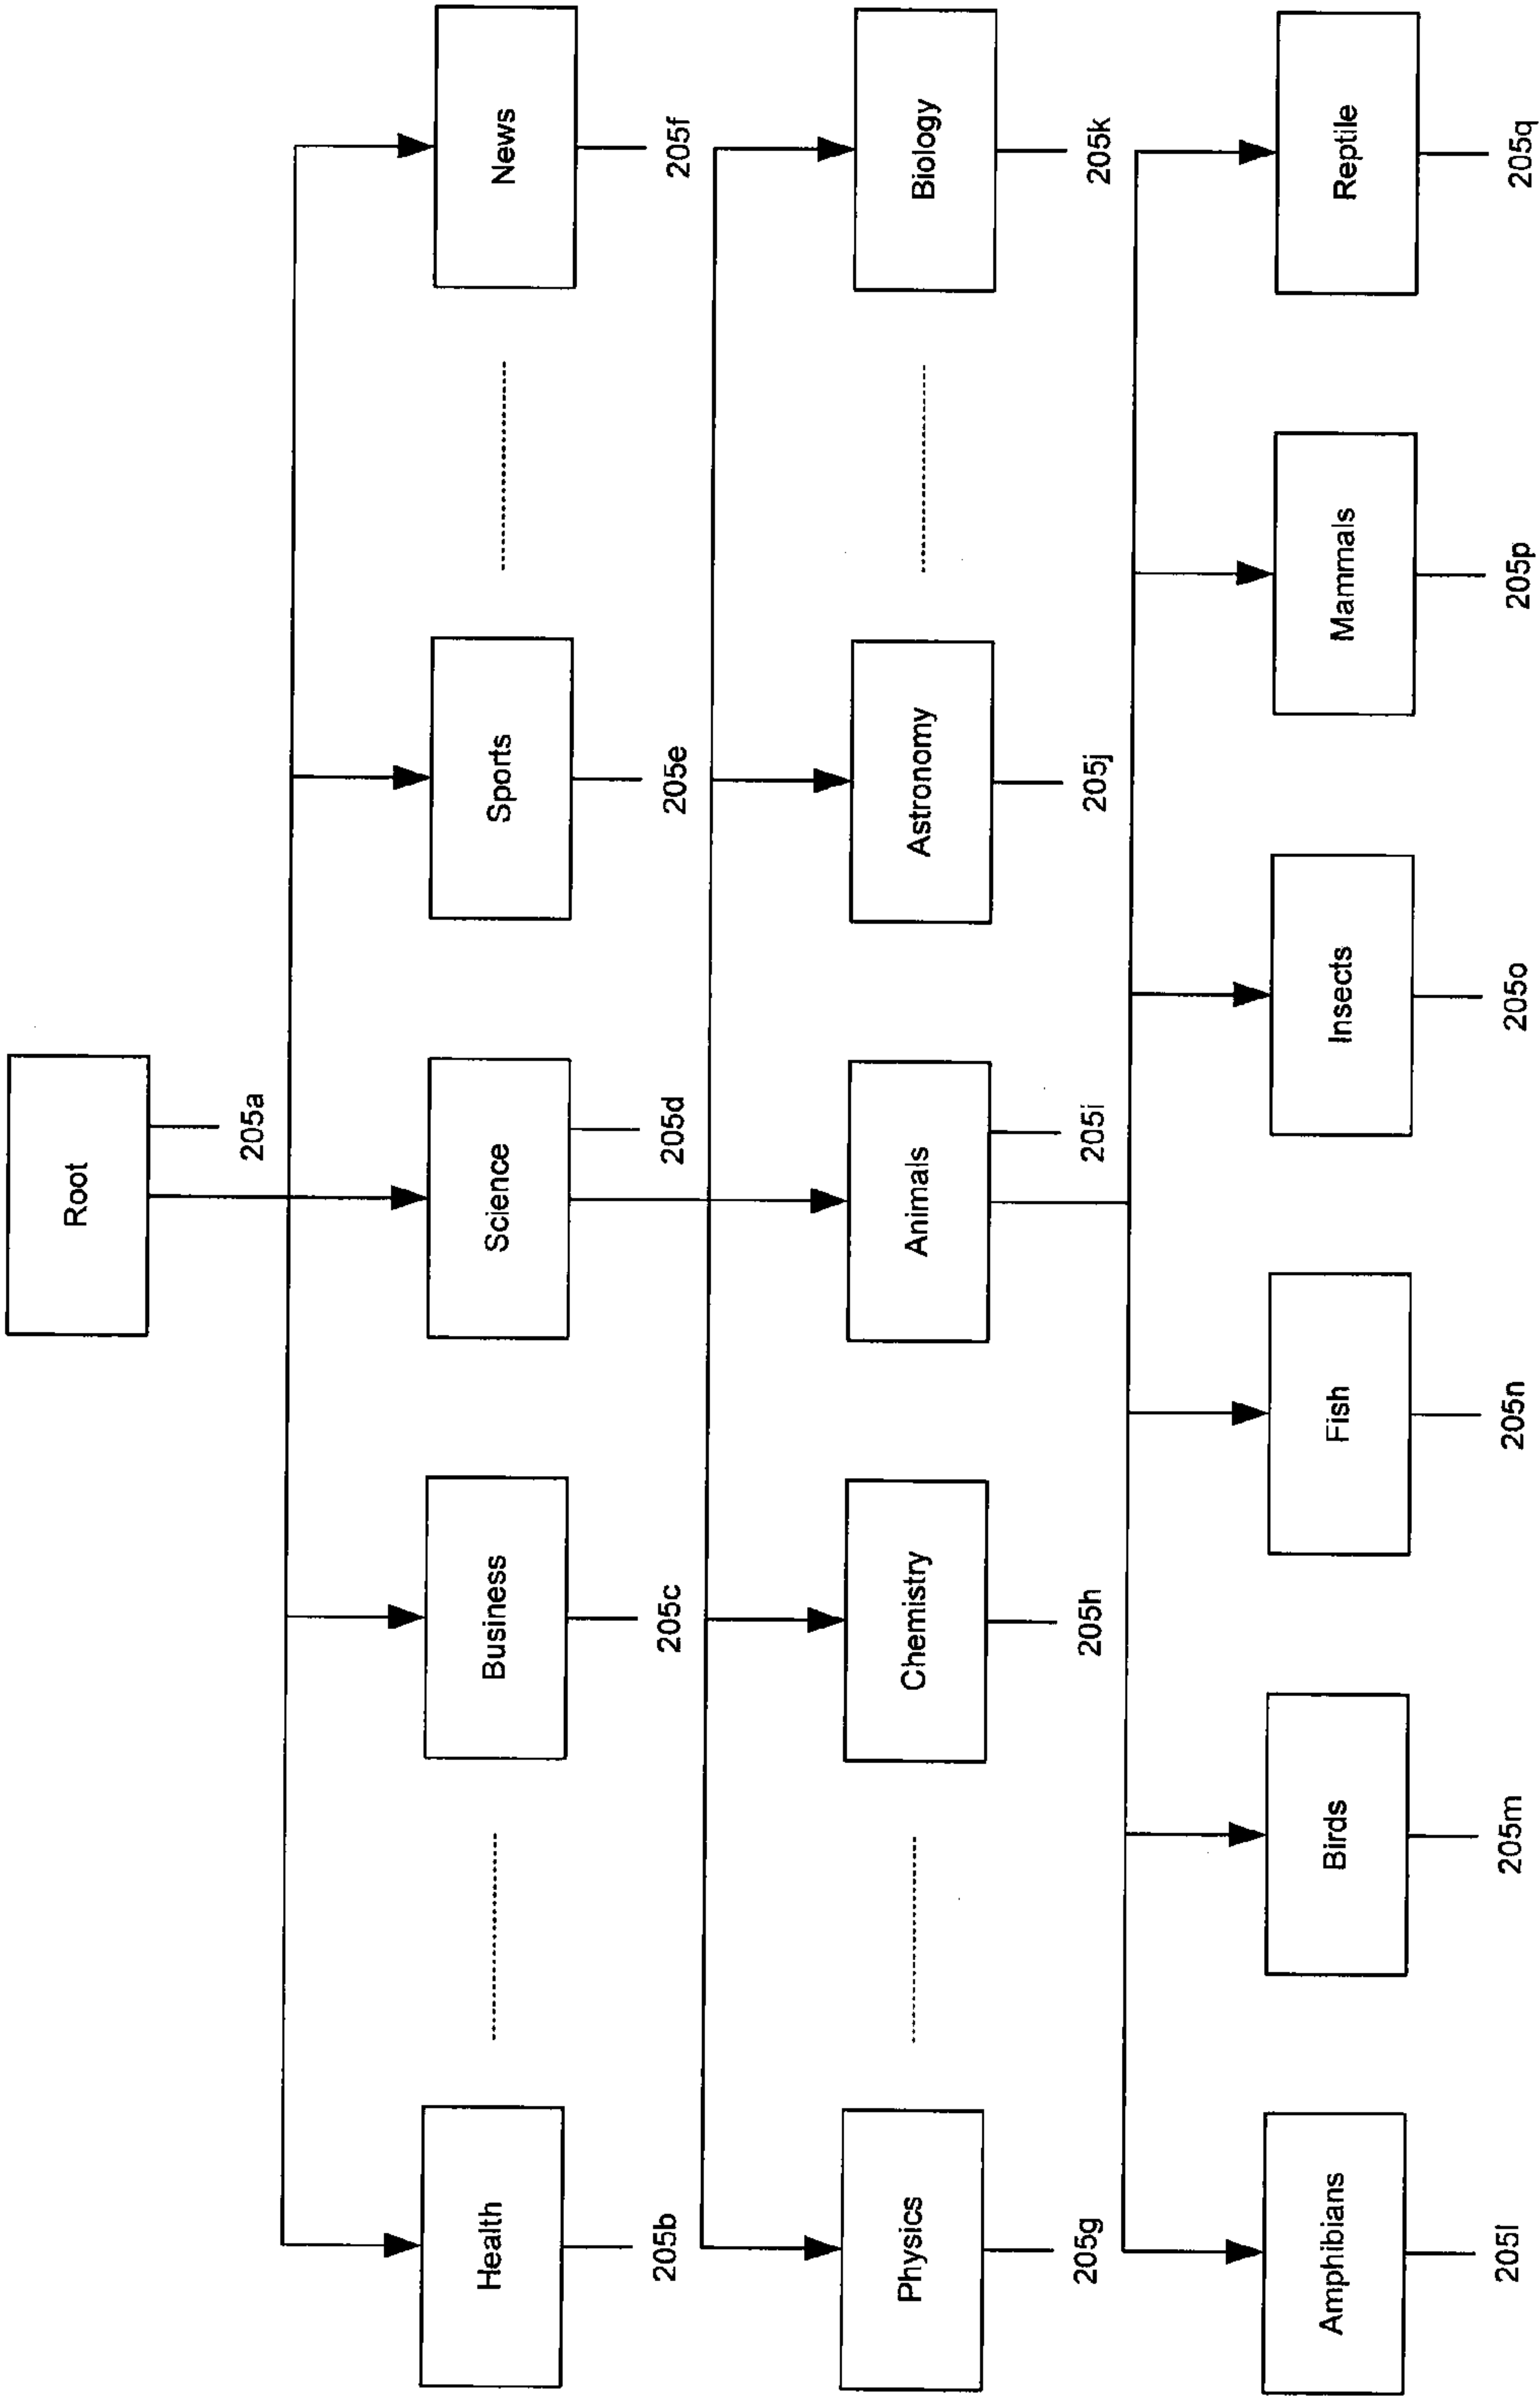 Root
205a
Health
Business
Science
Sports
News
205b
205c
205d
205e
205f
Physics
Chemistry
Animals
Astronomy
Biology
205g
205h
205i
205j
205k
Amphibians
Birds
Fish
Insects
Mammals
Reptile
205l
205m
205n
205o
205p
205q